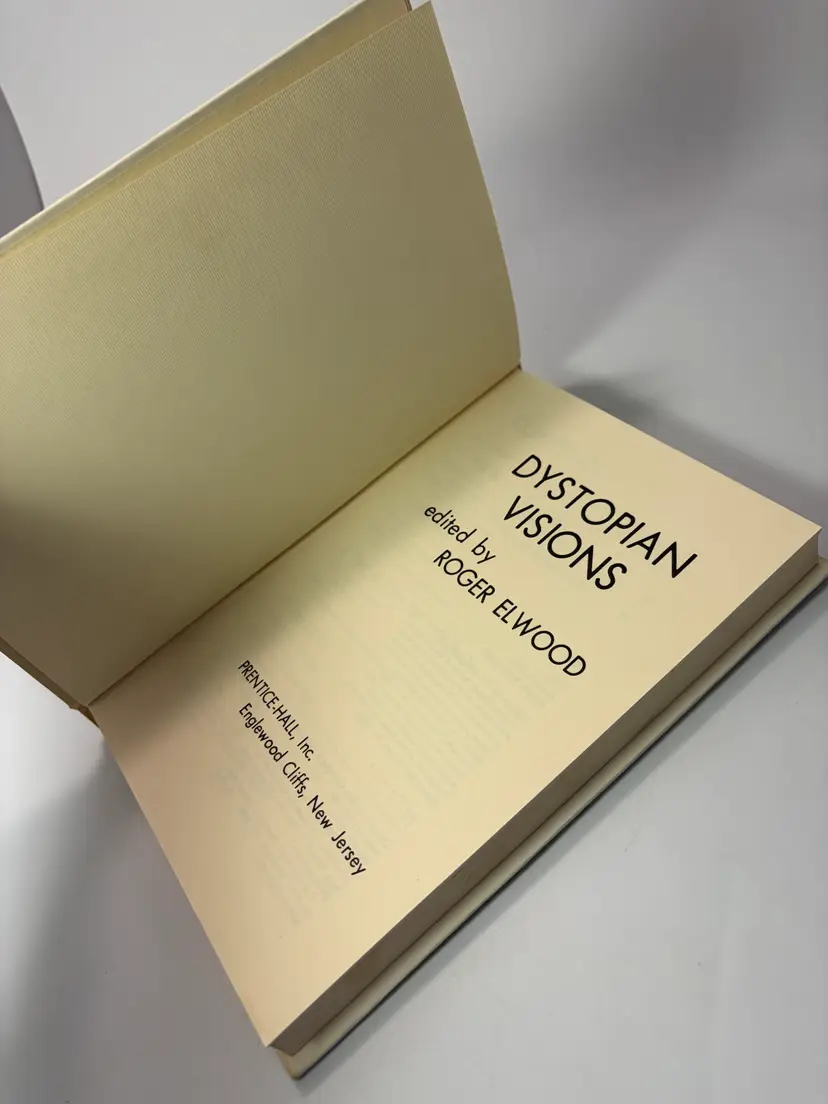 DYSTOPIAN
VISIONS
edited by
ROGER ELWOOD
PRENTICE-HALL, Inc.
Englewood Cliffs, New Jersey